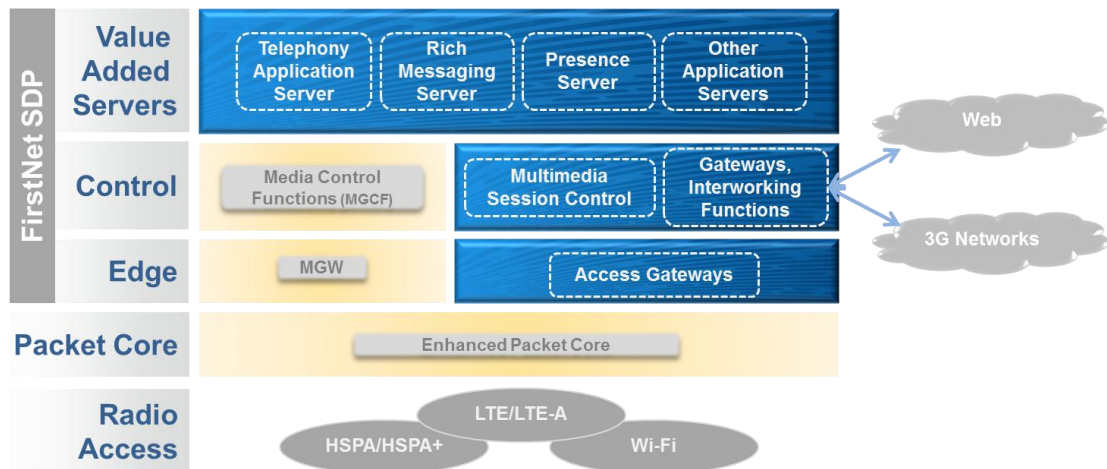 FirstNet SDP
Value
Added
Servers
Telephony
Application
Server
Rich
Messaging
Server
Presence
Server
Other
Application
Servers
Control
Media Control
Functions (MGCF)
Multimedia
Session Control
Gateways,
Interworking
Functions
Web
3G Networks
Edge
MGW
Access Gateways
Packet Core
Enhanced Packet Core
Radio
Access
LTE/LTE-A
HSPA/HSPA+
Wi-Fi